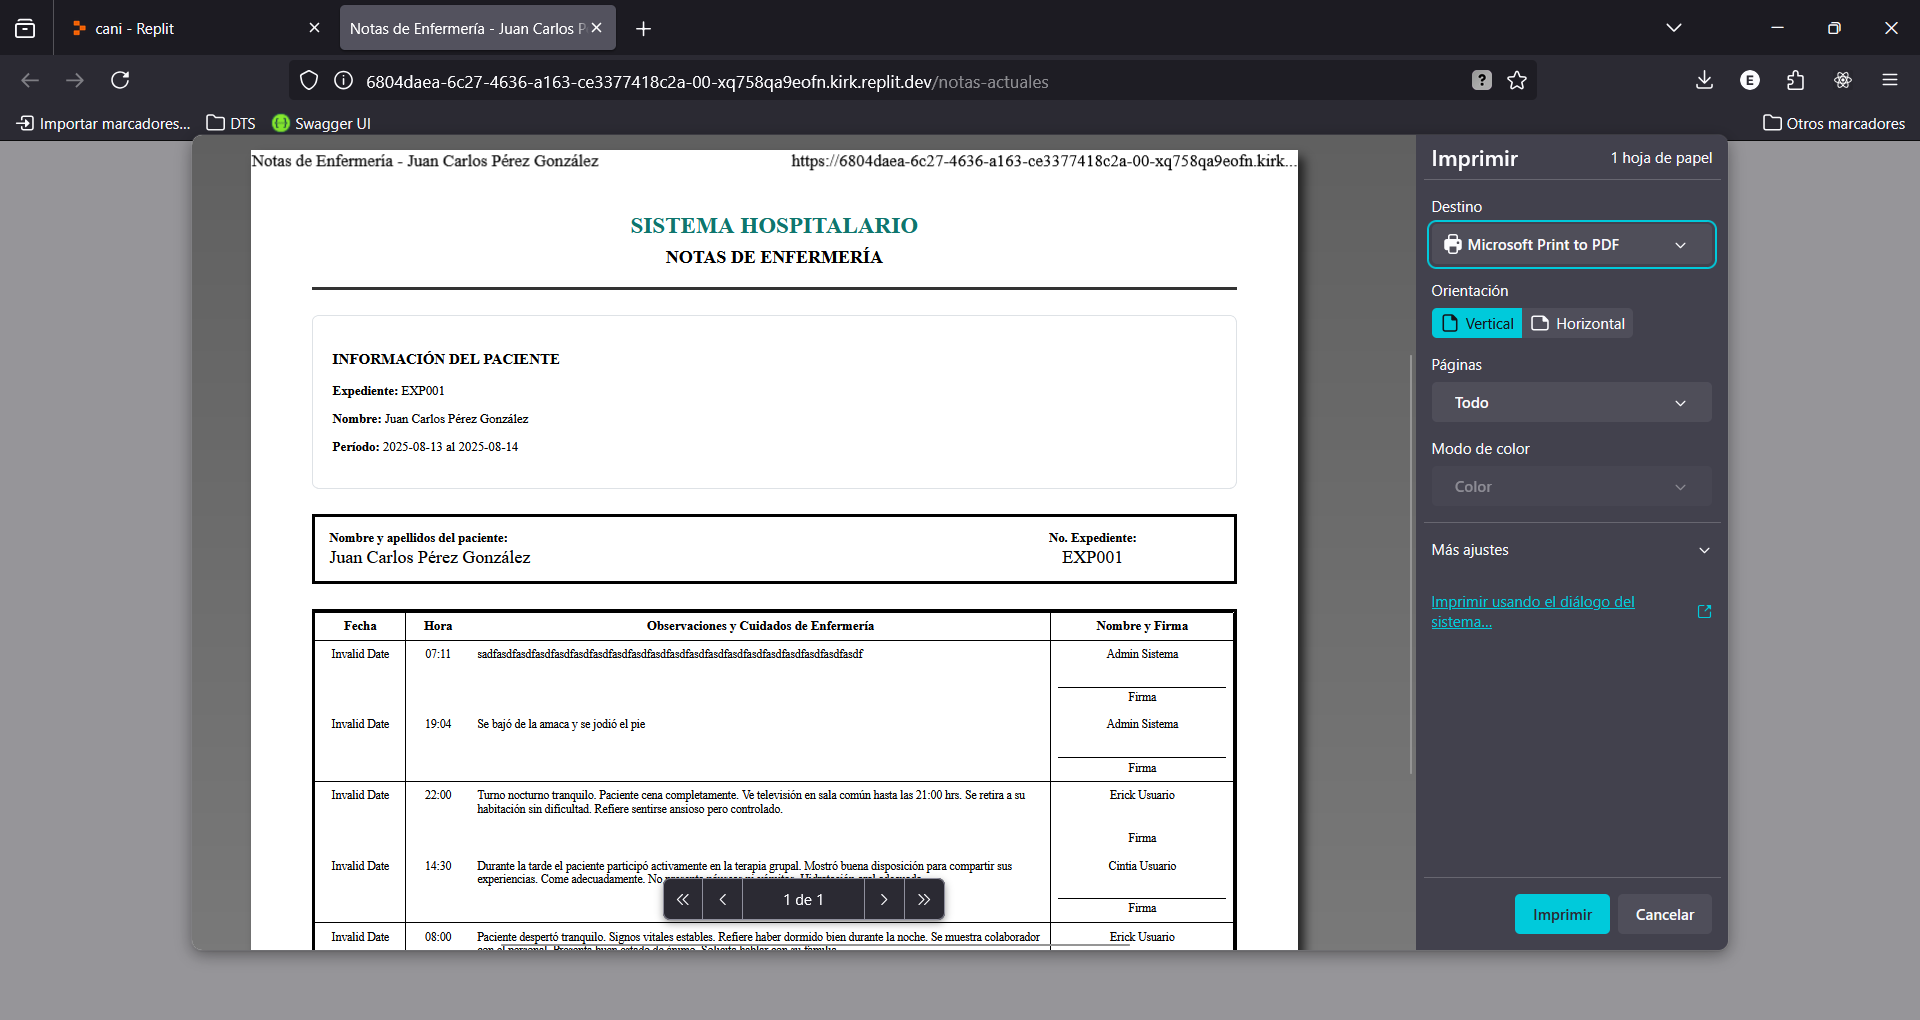 cani - Replit
Notas de Enfermería - Juan Carlos P
6804daea-6c27-4636-a163-ce3377418c2a-00-xq758qa9eofn.kirk.replit.dev/notas-actuales
E
Importar marcadores...
DTS
Swagger UI
Otros marcadores
Notas de Enfermería - Juan Carlos Pérez González
https://6804daea-6c27-4636-a163-ce3377418c2a-00-xq758qa9eofn.kirk...
SISTEMA HOSPITALARIO
NOTAS DE ENFERMERÍA
INFORMACIÓN DEL PACIENTE
Expediente: EXP001
Nombre: Juan Carlos Pérez González
Período: 2025-08-13 al 2025-08-14
Nombre y apellidos del paciente:
Juan Carlos Pérez González
No. Expediente:
EXP001
Fecha Hora Observaciones y Cuidados de Enfermería Nombre y Firma
Invalid Date 07:11 sadfasdfasdfasdfasdfasdfasdfasdfasdfasdfasdfasdfasdfasdfasdfasdfasdfasdfasdfasdf Admin Sistema
Firma
Invalid Date 19:04 Se bajó de la amaca y se jodió el pie Admin Sistema
Firma
Invalid Date 22:00 Turno nocturno tranquilo. Paciente cena completamente. Ve televisión en sala común hasta las 21:00 hrs. Se retira a su Erick Usuario
habitación sin dificultad. Refiere sentirse ansioso pero controlado.
Firma
Invalid Date 14:30 Durante la tarde el paciente participó activamente en la terapia grupal. Mostró buena disposición para compartir sus Cintia Usuario
experiencias. Come adecuadamente. No
Firma
Invalid Date 08:00 Paciente despertó tranquilo. Signos vitales estables. Refiere haber dormido bien durante la noche. Se muestra colaborador Erick Usuario
1 de 1
Imprimir
1 hoja de papel
Destino
Microsoft Print to PDF
Orientación
Vertical
Horizontal
Páginas
Todo
Modo de color
Color
Más ajustes
Imprimir usando el diálogo del
sistema...
Imprimir
Cancelar